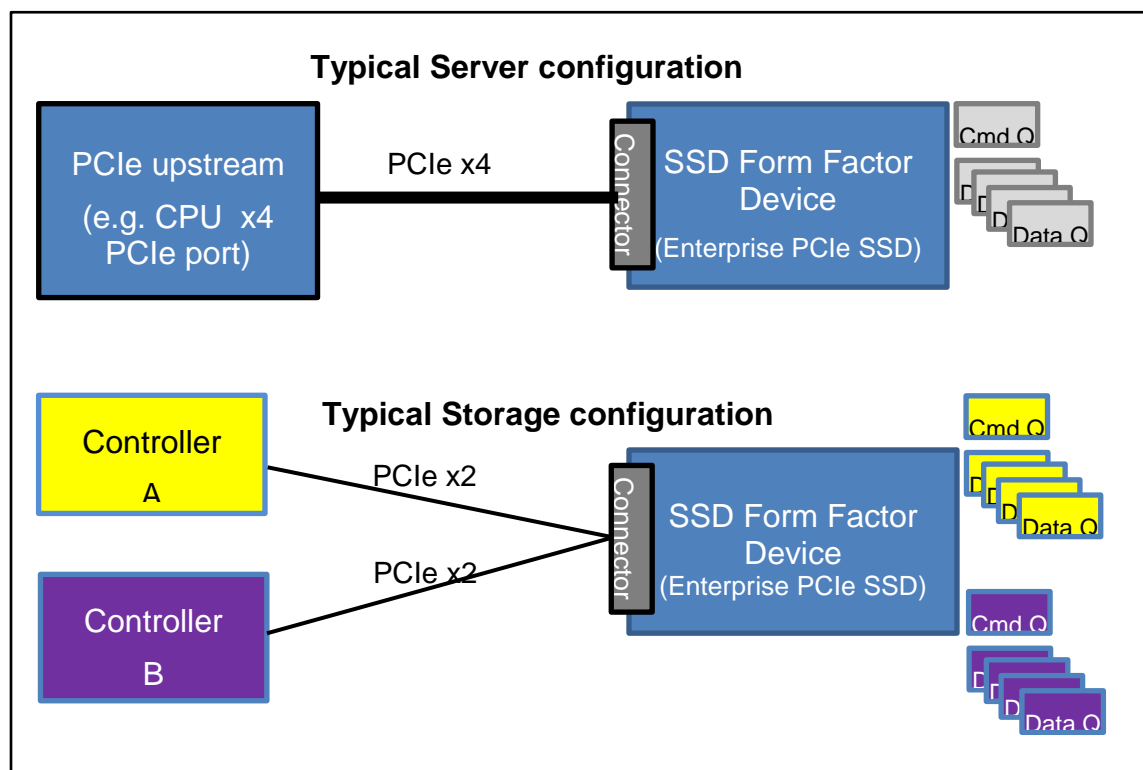 Typical Server configuration
PCIe upstream
(e.g. CPU x4
PCIe port)
PCIe x4
Connector
SSD Form Factor
Device
(Enterprise PCIe SSD)
Cmd Q
D
D
D
Data Q
Typical Storage configuration
Controller
A
PCIe x2
PCIe x2
Controller
B
Connector
SSD Form Factor
Device
(Enterprise PCIe SSD)
Cmd Q
D
D
D
Data Q
Cmd Q
D
D
D
Data Q